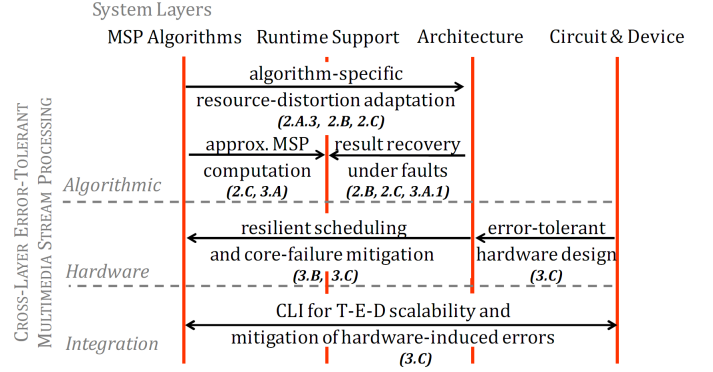 System Layers
MSP Algorithms Runtime Support Architecture Circuit & Device
CROSS-LAYER ERROR-TOLERANT
MULTIMEDIA STREAM PROCESSING
algorithm-specific
resource-distortion adaptation
(2.A.3, 2.B, 2.C)
approx. MSP result recovery
computation under faults
(2.C, 3.A) (2.B, 2.C, 3.A.1)
Algorithmic
resilient scheduling error-tolerant
and core-failure mitigation hardware design
(3.B, 3.C) (3.C)
Hardware
CLI for T-E-D scalability and
mitigation of hardware-induced errors
(3.C)
Integration